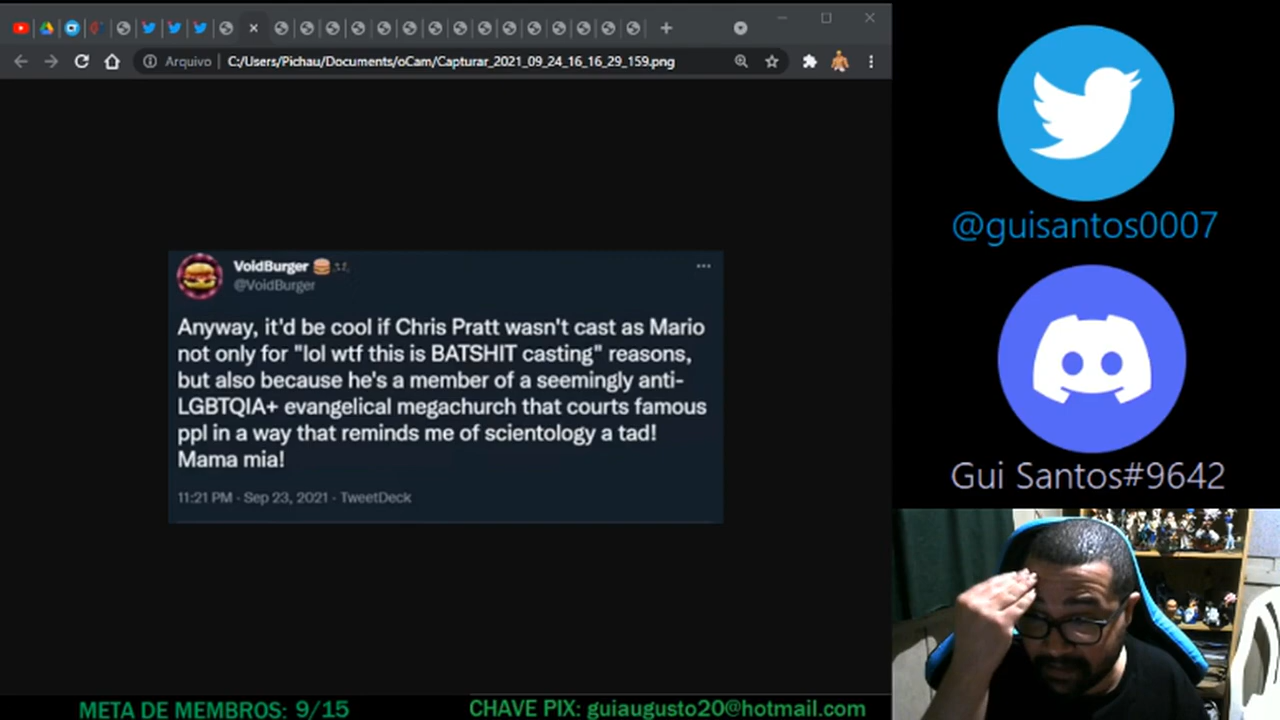 Arquivo | C:/Users/Pichau/Documents/oCam/Capturar_2021_09_24_16_16_29_159.png
VoidBurger
@VoidBurger
Anyway, it'd be cool if Chris Pratt wasn't cast as Mario
not only for "lol wtf this is BATSHIT casting" reasons,
but also because he's a member of a seemingly anti-
LGBTQIA+ evangelical megachurch that courts famous
ppl in a way that reminds me of scientology a tad!
Mama mia!
11:21 PM · Sep 23, 2021 · TweetDeck
@guisantos0007
Gui Santos#9642
META DE MEMBROS: 9/15
CHAVE PIX: guiaugusto20@hotmail.com